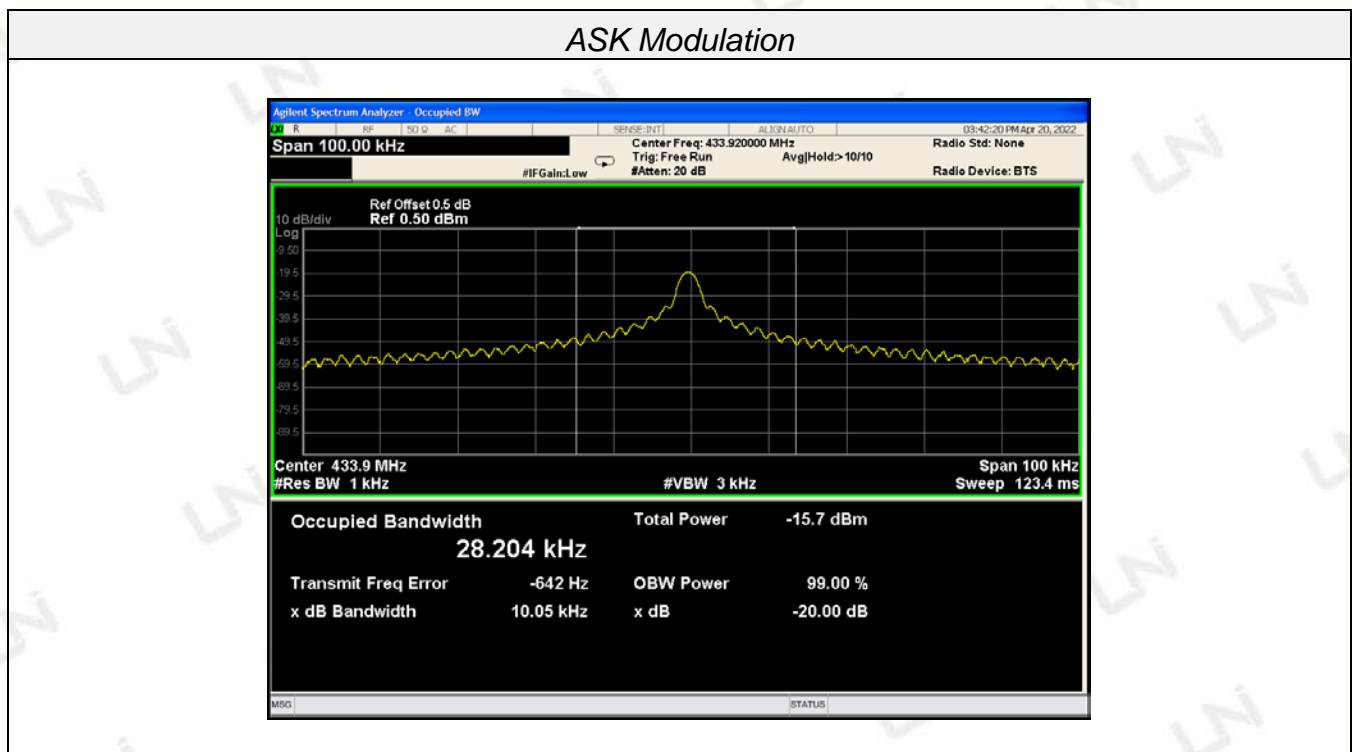 ASK Modulation
Agilent Spectrum Analyzer - Occupied BW
R RF 50 Ω AC SENSE:INT ALIGNAUTO 03:42:20 PM Apr 20, 2022
Span 100.00 kHz Center Freq: 433.920000 MHz Radio Std: None
Trig: Free Run Avg|Hold:>10/10
#IFGain:Low #Atten: 20 dB Radio Device: BTS
Ref Offset 0.5 dB
10 dB/div Ref 0.50 dBm
Log
-9.50
-19.5
-29.5
-39.5
-49.5
-59.5
-69.5
-79.5
-89.5
Center 433.9 MHz Span 100 kHz
#Res BW 1 kHz #VBW 3 kHz Sweep 123.4 ms
Occupied Bandwidth Total Power -15.7 dBm
28.204 kHz
Transmit Freq Error -642 Hz OBW Power 99.00 %
x dB Bandwidth 10.05 kHz x dB -20.00 dB
MSG STATUS